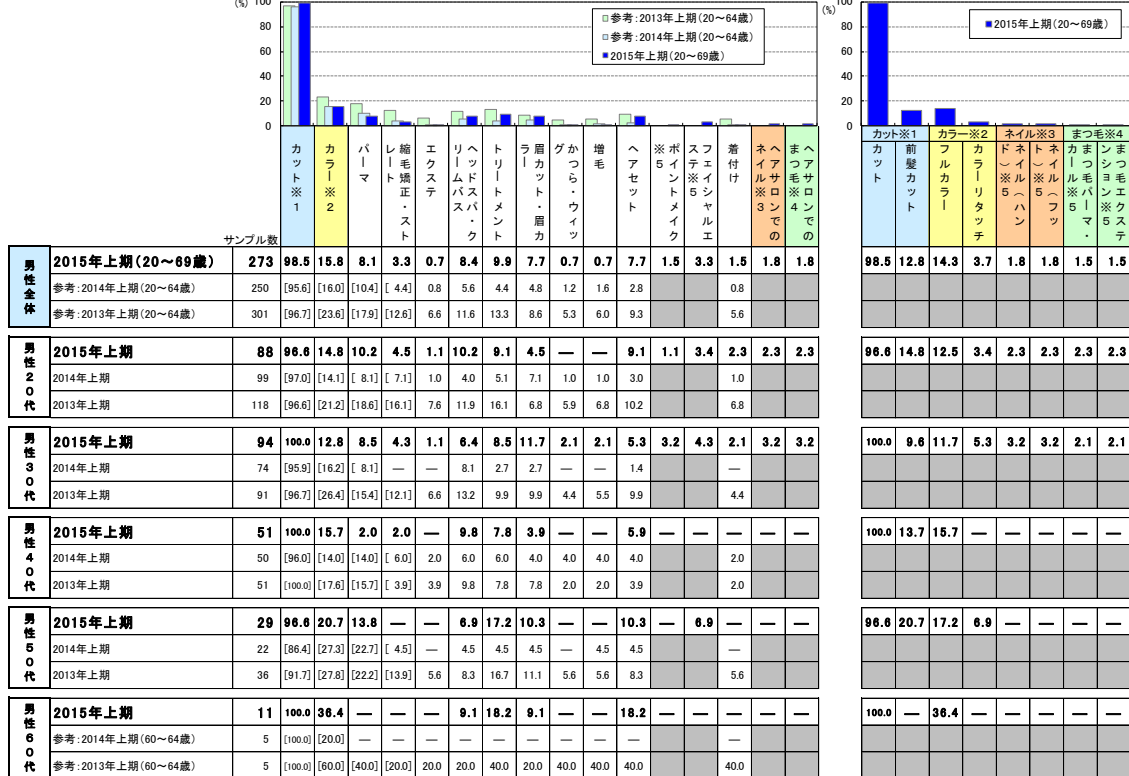 (%) 100
80
60
40
20
0
参考：2013年上期（20～64歳）
参考：2014年上期（20～64歳）
2015年上期（20～69歳）
(%) 100
80
60
40
20
0
2015年上期（20～69歳）
サンプル数
カット※1
カラー※2
パーマ
縮毛矯正・ストレート
エクステ
ヘッドスパ・クリームバス
トリートメント
眉カット・眉カラー
かつら・ウィッグ
増毛
ヘアセット
ポイントメイク※5
フェイシャルエステ※5
着付け
ヘアサロンでのネイル※3
ヘアサロンでのまつ毛※4
カット※1 カラー※2 ネイル※3 まつ毛※4
カット
前髪カット
フルカラー
カラーリタッチ
ネイル（ハンド）※5
ネイル（フット）※5
まつ毛パーマ・カール※5
まつ毛エクステンション※5
男性全体
2015年上期（20～69歳） 273 98.5 15.8 8.1 3.3 0.7 8.4 9.9 7.7 0.7 0.7 7.7 1.5 3.3 1.5 1.8 1.8 98.5 12.8 14.3 3.7 1.8 1.8 1.5 1.5
参考：2014年上期（20～64歳） 250 [95.6] [16.0] [10.4] [ 4.4] 0.8 5.6 4.4 4.8 1.2 1.6 2.8 0.8
参考：2013年上期（20～64歳） 301 [96.7] [23.6] [17.9] [12.6] 6.6 11.6 13.3 8.6 5.3 6.0 9.3 5.6
男性20代
2015年上期 88 96.6 14.8 10.2 4.5 1.1 10.2 9.1 4.5 ― ― 9.1 1.1 3.4 2.3 2.3 2.3 96.6 14.8 12.5 3.4 2.3 2.3 2.3 2.3
2014年上期 99 [97.0] [14.1] [ 8.1] [ 7.1] 1.0 4.0 5.1 7.1 1.0 1.0 3.0 1.0
2013年上期 118 [96.6] [21.2] [18.6] [16.1] 7.6 11.9 16.1 6.8 5.9 6.8 10.2 6.8
男性30代
2015年上期 94 100.0 12.8 8.5 4.3 1.1 6.4 8.5 11.7 2.1 2.1 5.3 3.2 4.3 2.1 3.2 3.2 100.0 9.6 11.7 5.3 3.2 3.2 2.1 2.1
2014年上期 74 [95.9] [16.2] [ 8.1] ― ― 8.1 2.7 2.7 ― ― 1.4 ―
2013年上期 91 [96.7] [26.4] [15.4] [12.1] 6.6 13.2 9.9 9.9 4.4 5.5 9.9 4.4
男性40代
2015年上期 51 100.0 15.7 2.0 2.0 ― 9.8 7.8 3.9 ― ― 5.9 ― ― ― ― ― 100.0 13.7 15.7 ― ― ― ― ―
2014年上期 50 [96.0] [14.0] [14.0] [ 6.0] 2.0 6.0 6.0 4.0 4.0 4.0 4.0 2.0
2013年上期 51 [100.0] [17.6] [15.7] [ 3.9] 3.9 9.8 7.8 7.8 2.0 2.0 3.9 2.0
男性50代
2015年上期 29 96.6 20.7 13.8 ― ― 6.9 17.2 10.3 ― ― 10.3 ― 6.9 ― ― ― 96.6 20.7 17.2 6.9 ― ― ― ―
2014年上期 22 [86.4] [27.3] [22.7] [ 4.5] ― 4.5 4.5 4.5 ― 4.5 4.5 ―
2013年上期 36 [91.7] [27.8] [22.2] [13.9] 5.6 8.3 16.7 11.1 5.6 5.6 8.3 5.6
男性60代
2015年上期 11 100.0 36.4 ― ― ― 9.1 18.2 9.1 ― ― 18.2 ― ― ― ― ― 100.0 ― 36.4 ― ― ― ― ―
参考：2014年上期（60～64歳） 5 [100.0] [20.0] ― ― ― ― ― ― ― ― ― ―
参考：2013年上期（60～64歳） 5 [100.0] [60.0] [40.0] [20.0] 20.0 20.0 40.0 20.0 40.0 40.0 40.0 40.0